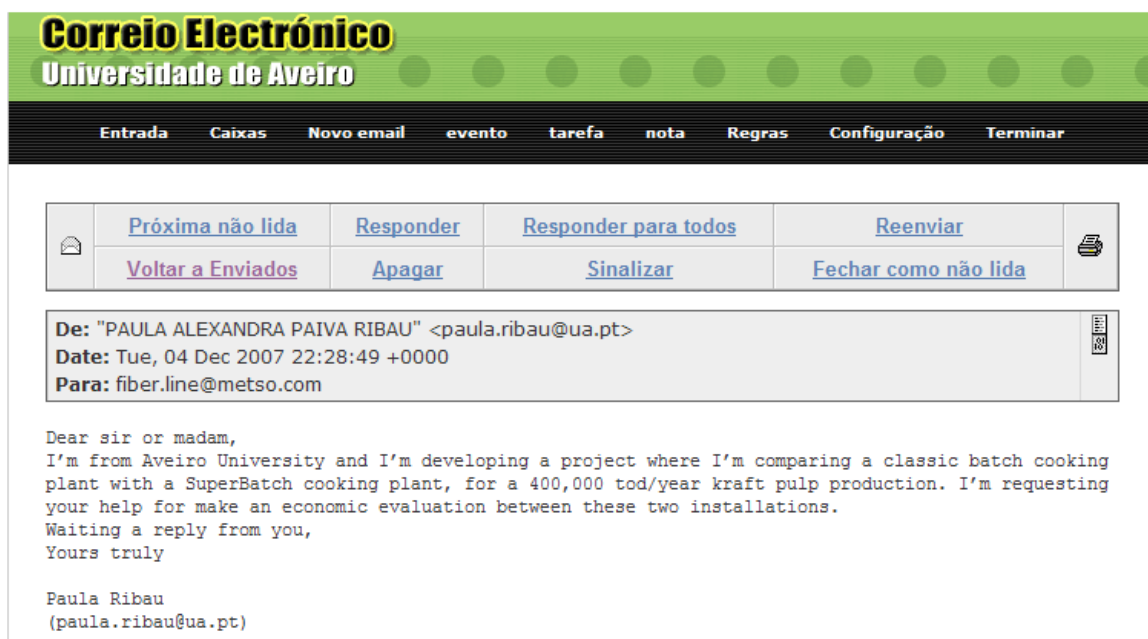 Correio Electrónico
Universidade de Aveiro
Entrada Caixas Novo email evento tarefa nota Regras Configuração Terminar
Próxima não lida Responder Responder para todos Reenviar
Voltar a Enviados Apagar Sinalizar Fechar como não lida
De: "PAULA ALEXANDRA PAIVA RIBAU" <paula.ribau@ua.pt>
Date: Tue, 04 Dec 2007 22:28:49 +0000
Para: fiber.line@metso.com
Dear sir or madam,
I'm from Aveiro University and I'm developing a project where I'm comparing a classic batch cooking
plant with a SuperBatch cooking plant, for a 400,000 tod/year kraft pulp production. I'm requesting
your help for make an economic evaluation between these two installations.
Waiting a reply from you,
Yours truly
Paula Ribau
(paula.ribau@ua.pt)